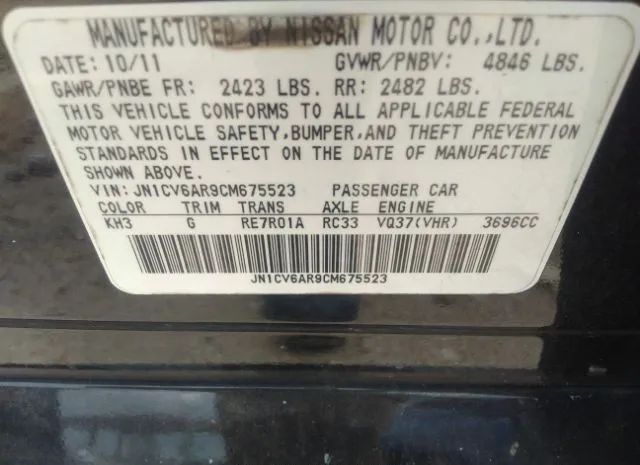 MANUFACTURED BY NISSAN MOTOR CO.,LTD.
DATE: 10/11 GVWR/PNBV: 4846 LBS.
GAWR/PNBE FR: 2423 LBS. RR: 2482 LBS.
THIS VEHICLE CONFORMS TO ALL APPLICABLE FEDERAL
MOTOR VEHICLE SAFETY,BUMPER,AND THEFT PREVENTION
STANDARDS IN EFFECT ON THE DATE OF MANUFACTURE
SHOWN ABOVE.
VIN: JN1CV6AR9CM675523 PASSENGER CAR
COLOR TRIM TRANS AXLE ENGINE
KH3 G RE7R01A RC33 VQ37(VHR) 3696CC
JN1CV6AR9CM675523